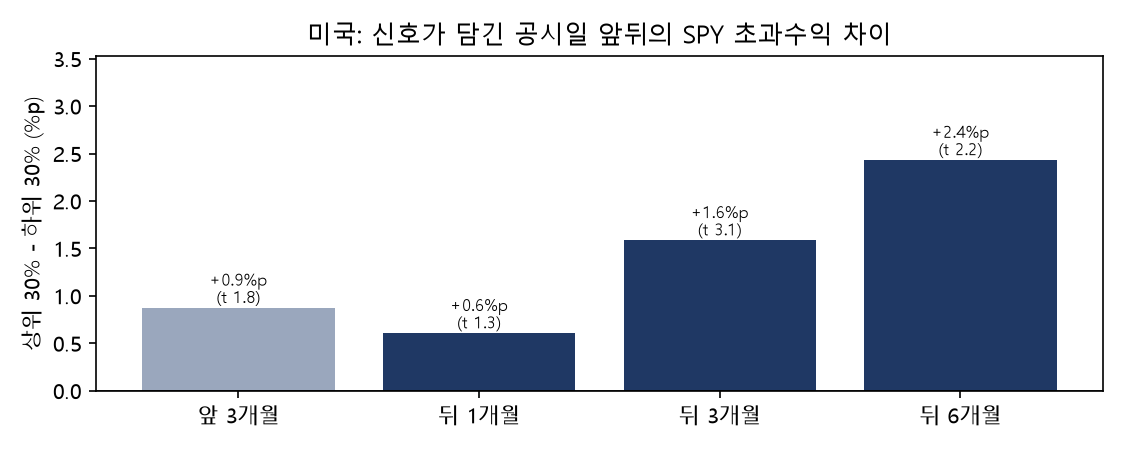 미국: 신호가 담긴 공시일 앞뒤의 SPY 초과수익 차이
상위 30% - 하위 30% (%p)
3.5
3.0
2.5
2.0
1.5
1.0
0.5
0.0
+0.9%p
(t 1.8)
+0.6%p
(t 1.3)
+1.6%p
(t 3.1)
+2.4%p
(t 2.2)
앞 3개월
뒤 1개월
뒤 3개월
뒤 6개월